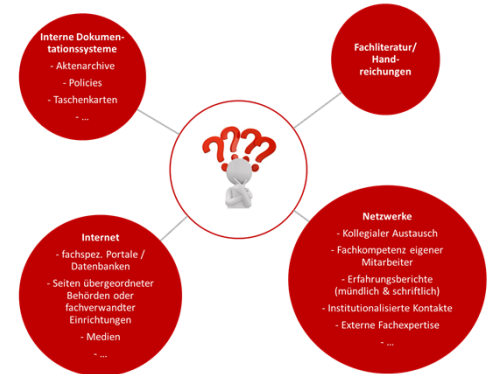 Interne Dokumen-
tationssysteme
- Aktenarchive
- Policies
- Taschenkarten
- ...
Fachliteratur/
Hand-
reichungen
????
Internet
- fachspez. Portale /
Datenbanken
- Seiten übergeordneter
Behörden oder
fachverwandter
Einrichtungen
- Medien
- ...
Netzwerke
- Kollegialer Austausch
- Fachkompetenz eigener
Mitarbeiter
- Erfahrungsberichte
(mündlich & schriftlich)
- Institutionalisierte Kontakte
- Externe Fachexpertise
- ...